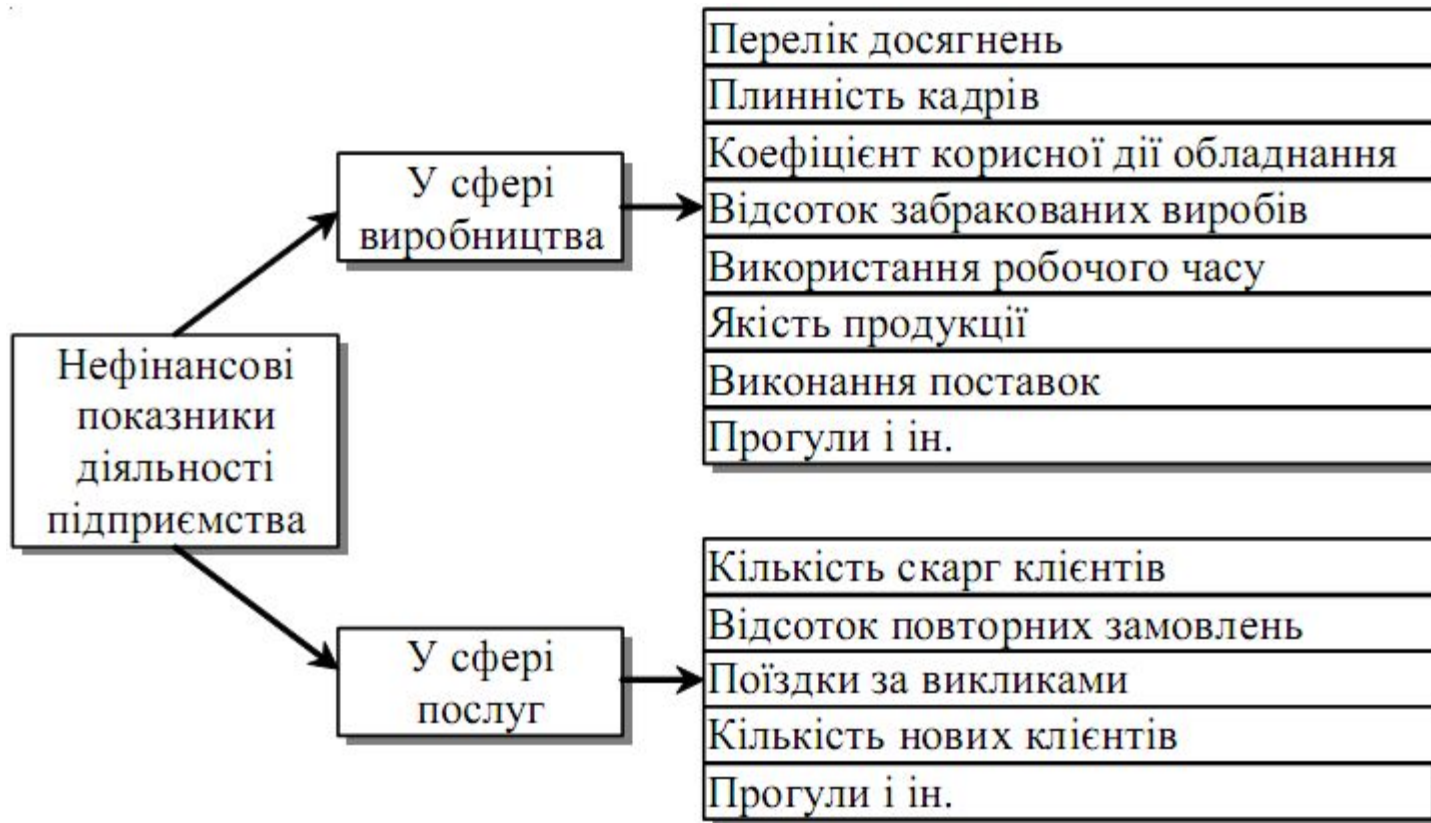 Нефінансові
показники
діяльності
підприємства
У сфері
виробництва
Перелік досягнень
Плинність кадрів
Коефіцієнт корисної дії обладнання
Відсоток забракованих виробів
Використання робочого часу
Якість продукції
Виконання поставок
Прогули і ін.
У сфері
послуг
Кількість скарг клієнтів
Відсоток повторних замовлень
Поїздки за викликами
Кількість нових клієнтів
Прогули і ін.